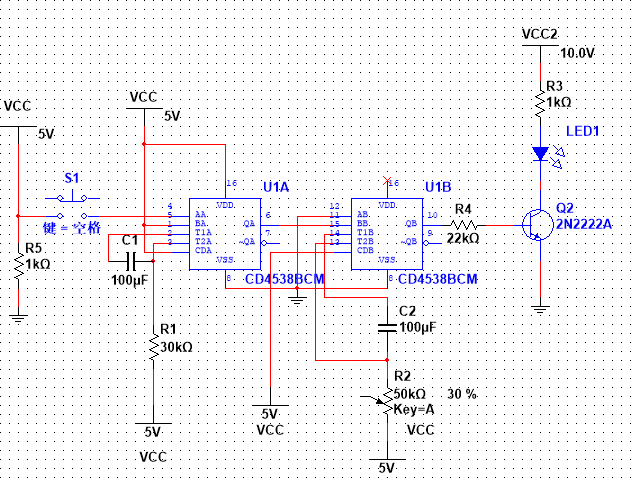 VCC2
10.0V
R3
1kΩ
LED1
VCC
5V
VCC
5V
S1
键 = 空格
R5
1kΩ
U1A
16
VDD
4
5
AA
BA
T1A
T2A
CDA
1
2
3
QA
~QA
6
7
VSS
8
CD4538BCM
U1B
16
VDD
12
11
15
14
13
AB
BB
T1B
T2B
CDB
QB
~QB
10
9
VSS
8
CD4538BCM
R4
22kΩ
Q2
2N2222A
C1
100µF
R1
30kΩ
5V
VCC
5V
VCC
C2
100µF
R2
50kΩ
30 %
Key=A
VCC
5V